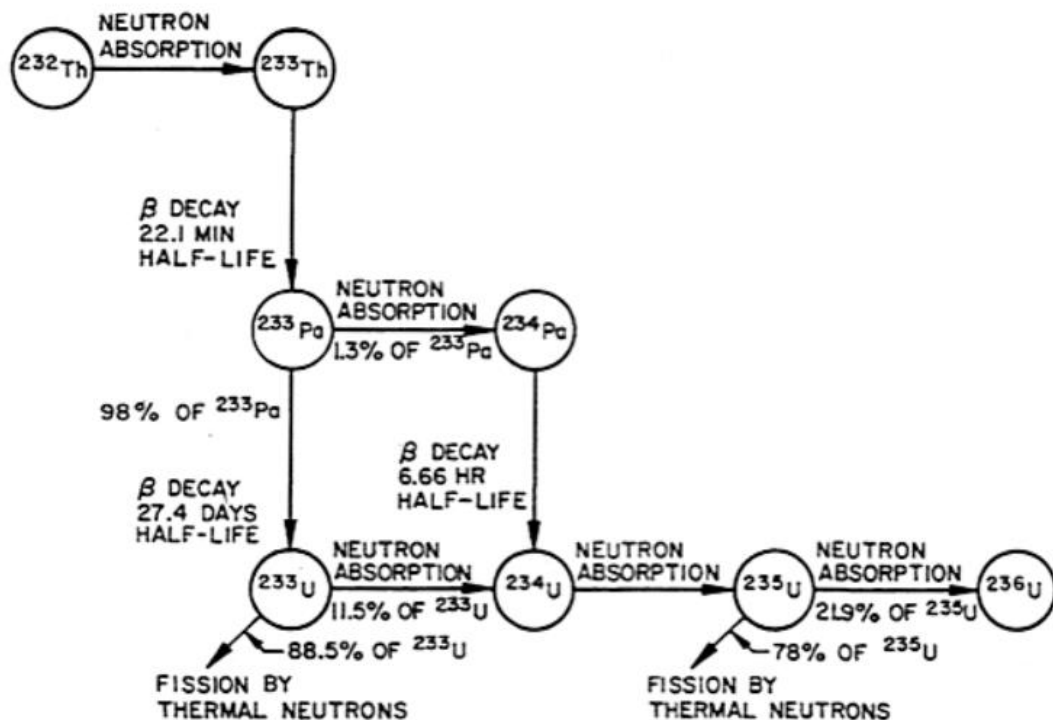 NEUTRON
ABSORPTION
²³²Th
²³³Th
β DECAY
22.1 MIN
HALF-LIFE
NEUTRON
ABSORPTION
²³³Pa
²³⁴Pa
1.3% OF ²³³Pa
98% OF ²³³Pa
β DECAY
6.66 HR
HALF-LIFE
β DECAY
27.4 DAYS
HALF-LIFE
NEUTRON
ABSORPTION
NEUTRON
ABSORPTION
NEUTRON
ABSORPTION
²³³U
²³⁴U
²³⁵U
²³⁶U
11.5% OF ²³³U
21.9% OF ²³⁵U
88.5% OF ²³³U
78% OF ²³⁵U
FISSION BY
THERMAL NEUTRONS
FISSION BY
THERMAL NEUTRONS